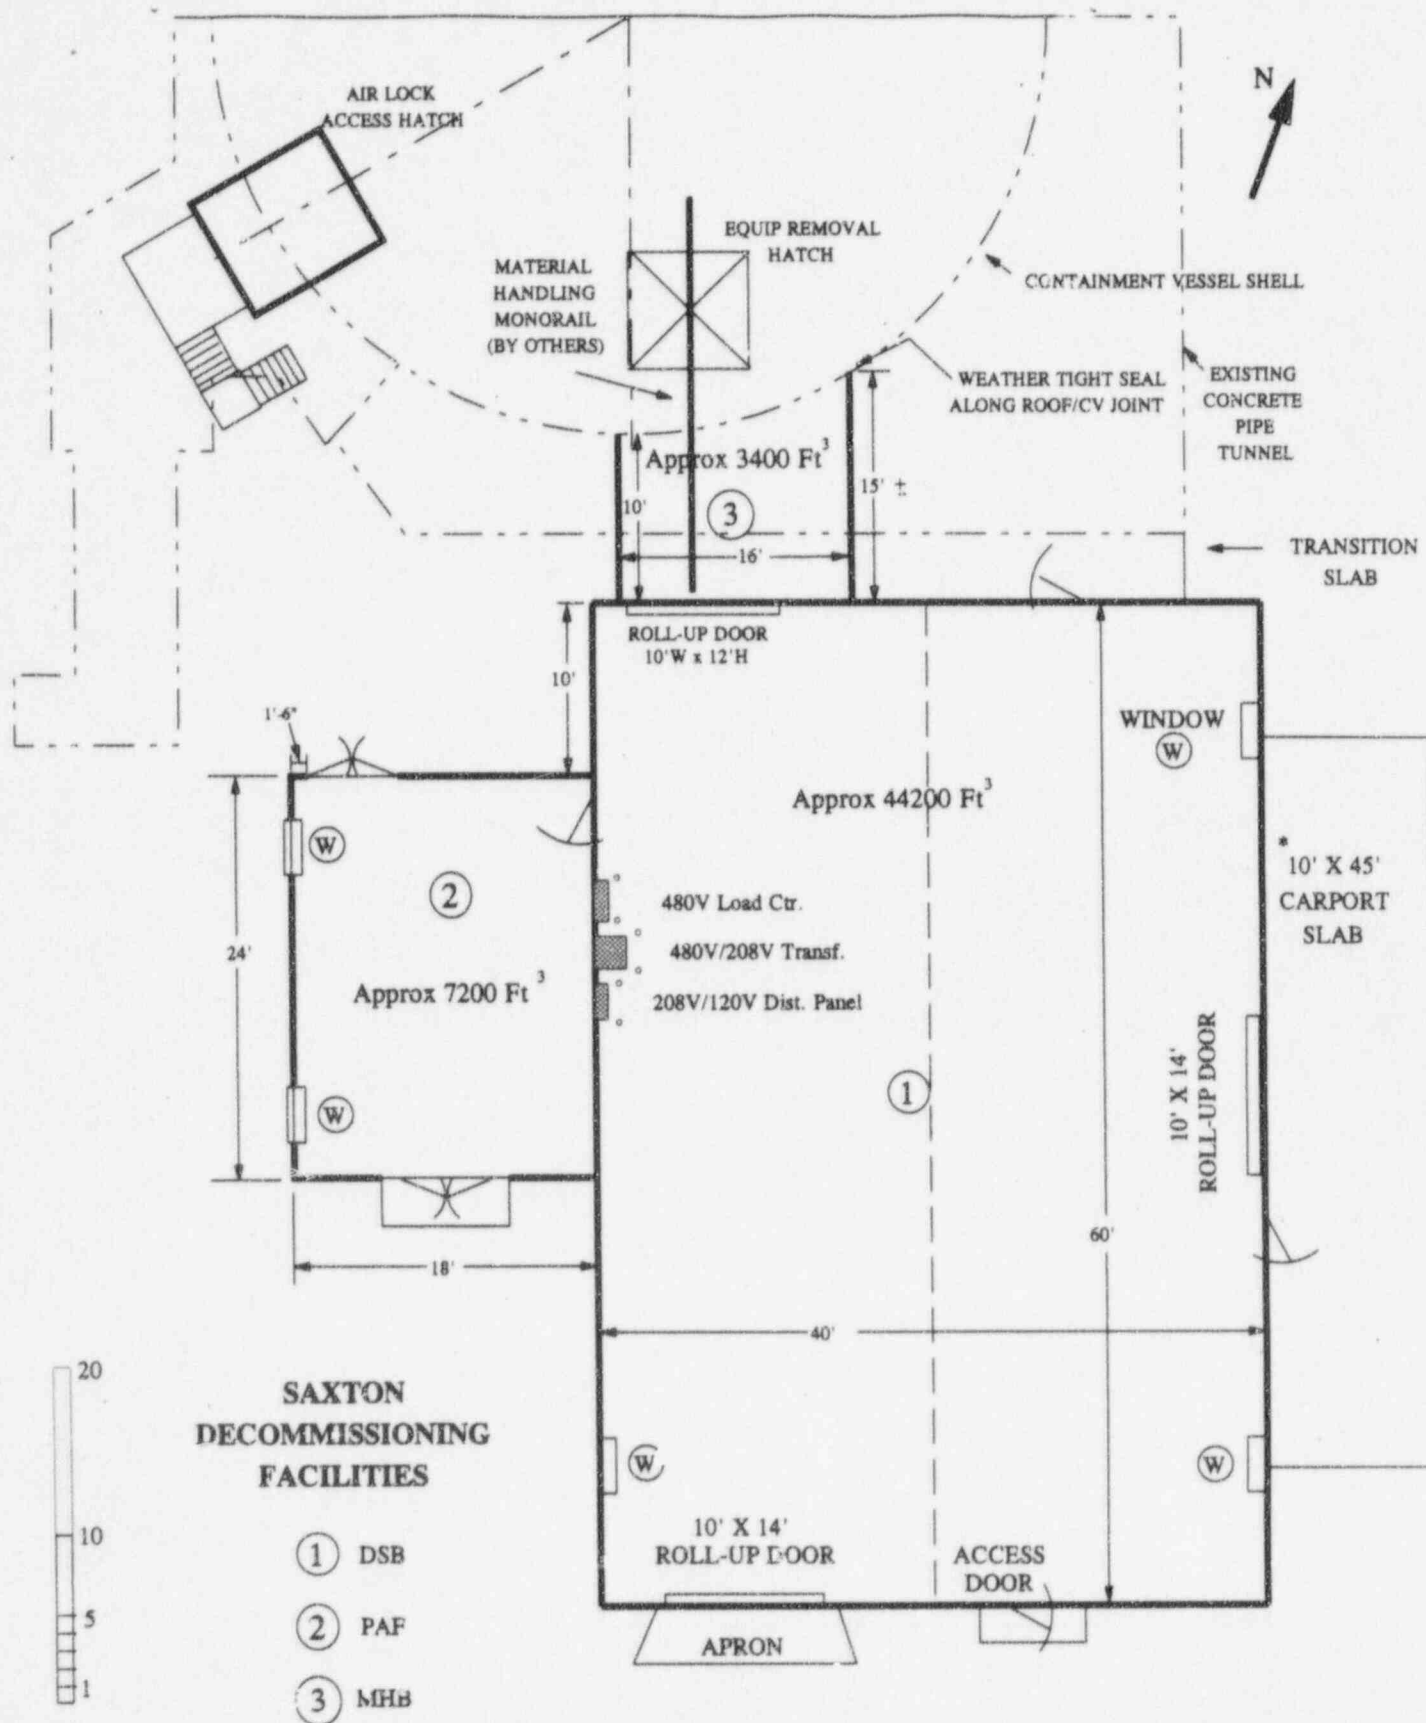 N
AIR LOCK
ACCESS HATCH
EQUIP REMOVAL
HATCH
MATERIAL
HANDLING
MONORAIL
(BY OTHERS)
CONTAINMENT VESSEL SHELL
WEATHER TIGHT SEAL
ALONG ROOF/CV JOINT
EXISTING
CONCRETE
PIPE
TUNNEL
Approx 3400 Ft³
15' ±
10'
3
16'
TRANSITION
SLAB
ROLL-UP DOOR
10'W x 12'H
10'
1'-6"
WINDOW
W
Approx 44200 Ft³
W
2
* 10' X 45'
CARPORT
SLAB
480V Load Ctr.
24'
480V/208V Transf.
Approx 7200 Ft³
208V/120V Dist. Panel
10' X 14'
ROLL-UP DOOR
1
W
60'
18'
40'
20
10
5
1
SAXTON
DECOMMISSIONING
FACILITIES
W
W
10' X 14'
ROLL-UP DOOR
ACCESS
DOOR
1 DSB
2 PAF
APRON
3 MHB